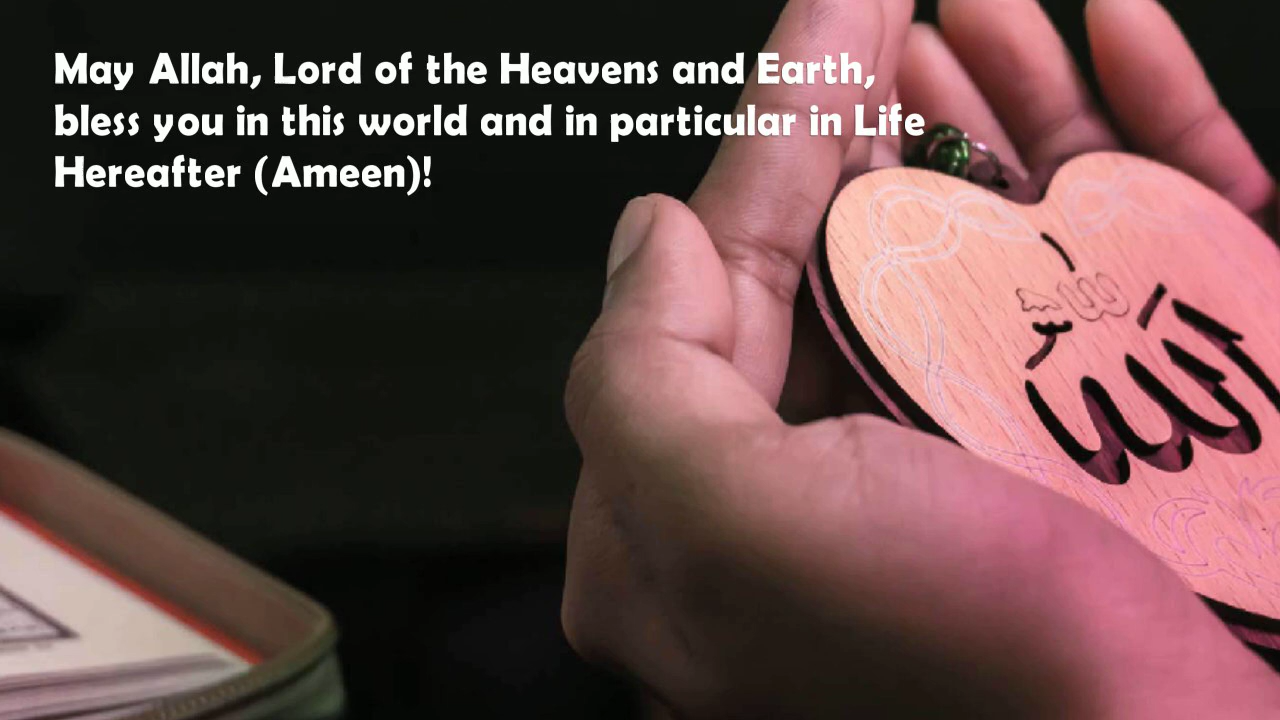 May Allah, Lord of the Heavens and Earth,
bless you in this world and in particular in Life
Hereafter (Ameen)!
الله